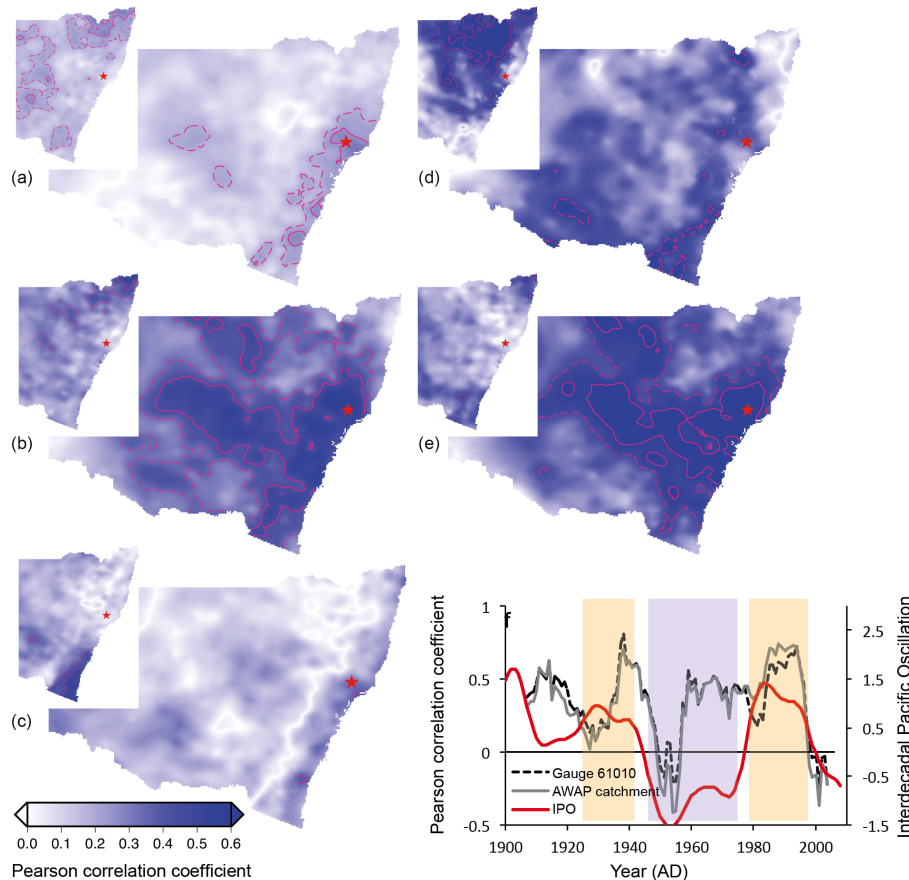 (a)
(d)
(b)
(e)
(c)
0.0 0.1 0.2 0.3 0.4 0.5 0.6
Pearson correlation coefficient
f
Pearson correlation coefficient
1
0.5
0
-0.5
Gauge 61010
AWAP catchment
IPO
2.5
1.5
0.5
-0.5
-1.5
Interdecadal Pacific Oscillation
1900 1920 1940 1960 1980 2000
Year (AD)